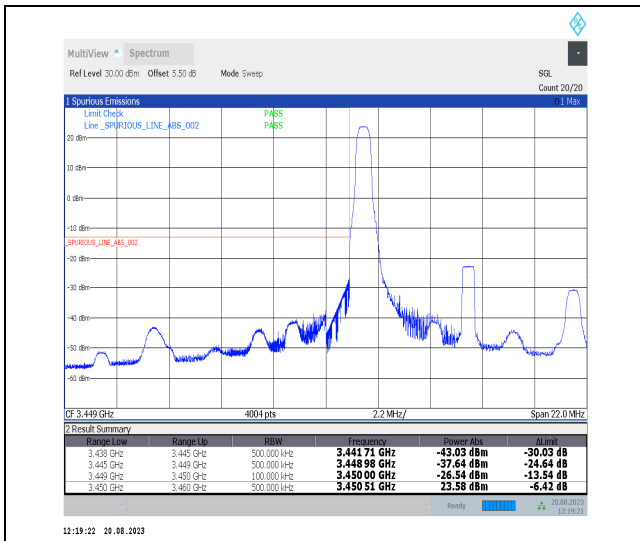 MultiView Spectrum
Ref Level 30.00 dBm Offset 5.50 dB Mode Sweep SGL
Count 20/20
1 Spurious Emissions 1 Max
Limit Check PASS
Line _SPURIOUS_LINE_ABS_002 PASS
20 dBm
10 dBm
0 dBm
-10 dBm
_SPURIOUS_LINE_ABS_002
-20 dBm
-30 dBm
-40 dBm
-50 dBm
-60 dBm
CF 3.449 GHz 4004 pts 2.2 MHz/ Span 22.0 MHz
2 Result Summary
Range Low Range Up RBW Frequency Power Abs ΔLimit
3.438 GHz 3.445 GHz 500.000 kHz 3.441 71 GHz -43.03 dBm -30.03 dB
3.445 GHz 3.449 GHz 500.000 kHz 3.448 98 GHz -37.64 dBm -24.64 dB
3.449 GHz 3.450 GHz 100.000 kHz 3.450 00 GHz -26.54 dBm -13.54 dB
3.450 GHz 3.460 GHz 500.000 kHz 3.450 51 GHz 23.58 dBm -6.42 dB
Ready 20.08.2023
12:19:21
12:19:22 20.08.2023